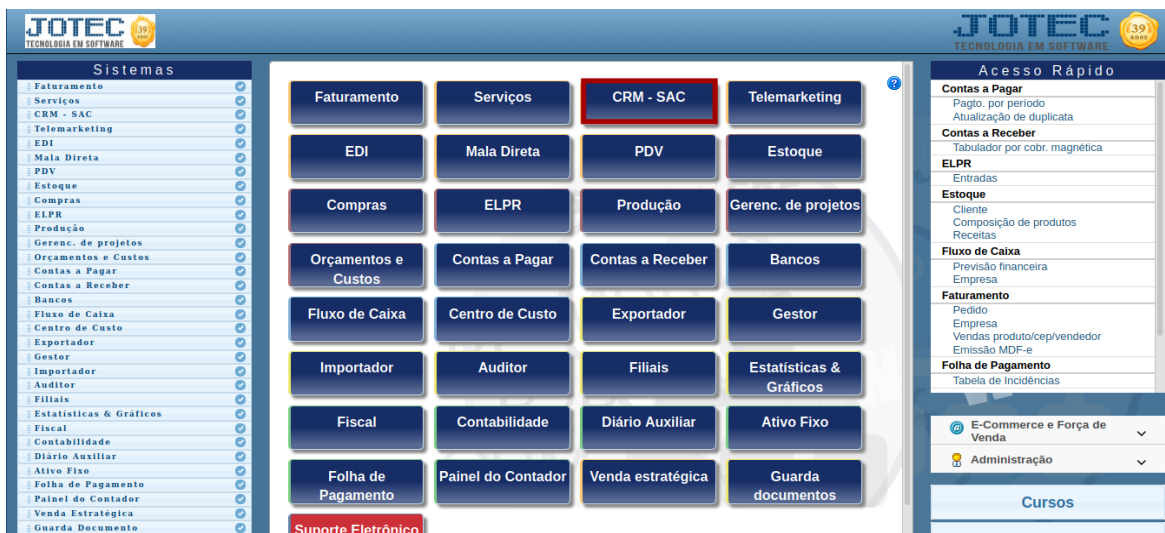 JOTEC
39
ANOS
TECNOLOGIA EM SOFTWARE
JOTEC
39
ANOS
TECNOLOGIA EM SOFTWARE
Sistemas
Faturamento
Serviços
CRM - SAC
Telemarketing
EDI
Mala Direta
PDV
Estoque
Compras
ELPR
Produção
Gerenc. de projetos
Orçamentos e Custos
Contas a Pagar
Contas a Receber
Bancos
Fluxo de Caixa
Centro de Custo
Exportador
Gestor
Importador
Auditor
Filiais
Estatísticas & Gráficos
Fiscal
Contabilidade
Diário Auxiliar
Ativo Fixo
Folha de Pagamento
Painel do Contador
Venda Estratégica
Guarda Documento
Faturamento
Serviços
CRM - SAC
Telemarketing
EDI
Mala Direta
PDV
Estoque
Compras
ELPR
Produção
Gerenc. de projetos
Orçamentos e
Custos
Contas a Pagar
Contas a Receber
Bancos
Fluxo de Caixa
Centro de Custo
Exportador
Gestor
Importador
Auditor
Filiais
Estatísticas &
Gráficos
Fiscal
Contabilidade
Diário Auxiliar
Ativo Fixo
Folha de
Pagamento
Painel do Contador
Venda estratégica
Guarda
documentos
Suporte Eletrônico
?
Acesso Rápido
Contas a Pagar
Pagto. por período
Atualização de duplicata
Contas a Receber
Tabulador por cobr. magnética
ELPR
Entradas
Estoque
Cliente
Composição de produtos
Receitas
Fluxo de Caixa
Previsão financeira
Empresa
Faturamento
Pedido
Empresa
Vendas produto/cep/vendedor
Emissão MDF-e
Folha de Pagamento
Tabela de Incidências
@ E-Commerce e Força de
Venda
Administração
Cursos